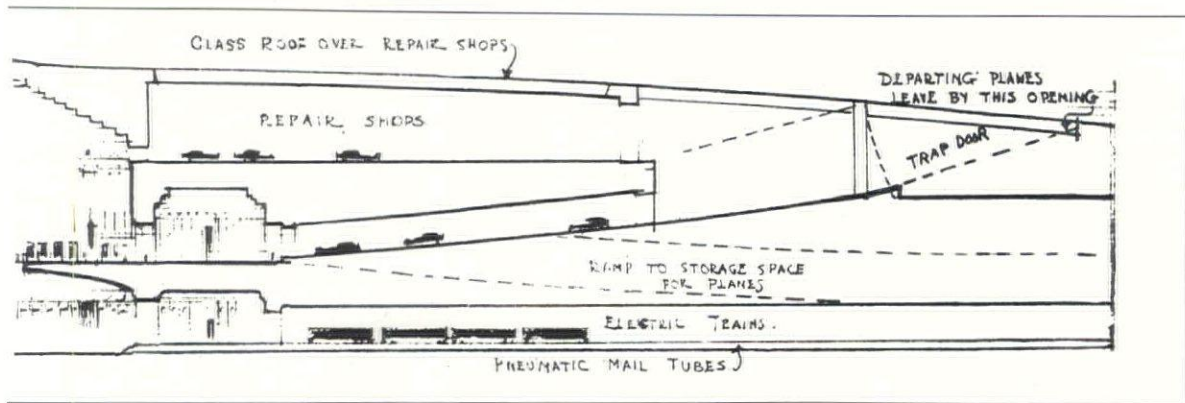 GLASS ROOF OVER REPAIR SHOPS
DEPARTING PLANES
LEAVE BY THIS OPENING
REPAIR SHOPS
TRAP DOOR
RAMP TO STORAGE SPACE
FOR PLANES
ELECTRIC TRAINS.
PNEUMATIC MAIL TUBES